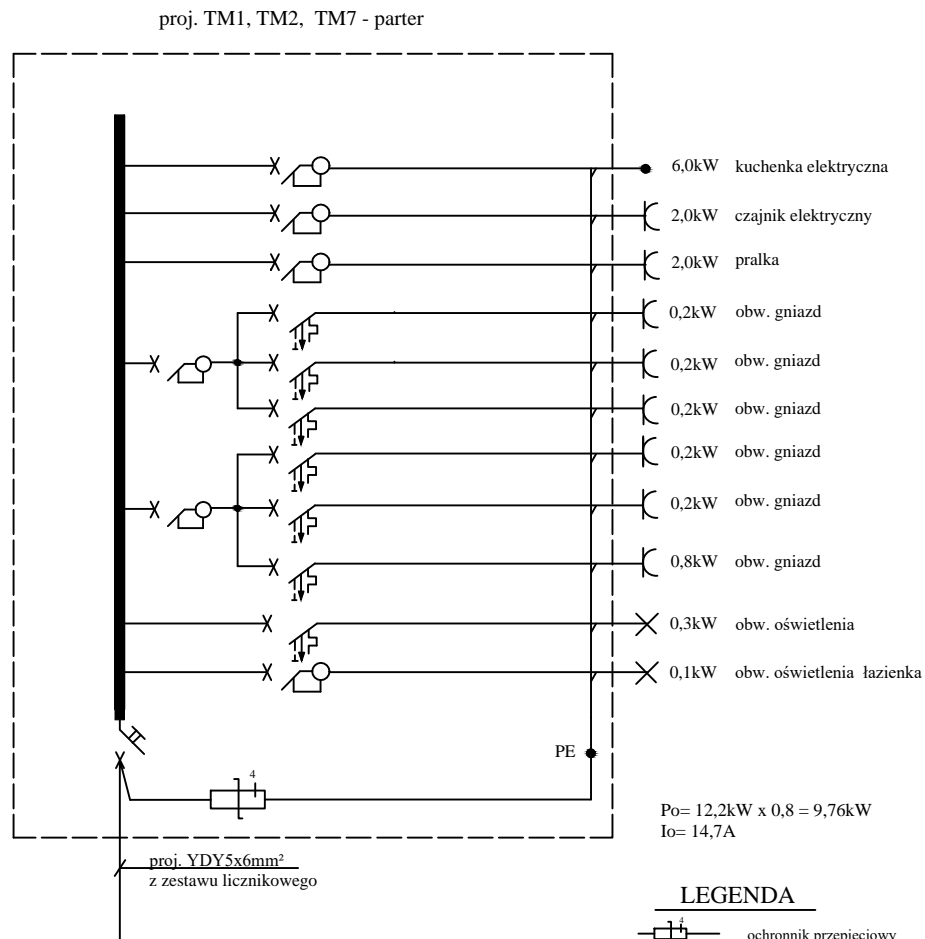 proj. TM1, TM2, TM7 - parter
6,0kW kuchenka elektryczna
2,0kW czajnik elektryczny
2,0kW pralka
0,2kW obw. gniazd
0,2kW obw. gniazd
0,2kW obw. gniazd
0,2kW obw. gniazd
0,2kW obw. gniazd
0,8kW obw. gniazd
0,3kW obw. oświetlenia
0,1kW obw. oświetlenia łazienka
PE
4
Po= 12,2kW x 0,8 = 9,76kW
Io= 14,7A
proj. YDY5x6mm²
z zestawu licznikowego
LEGENDA
4
ochronnik przepięciowy